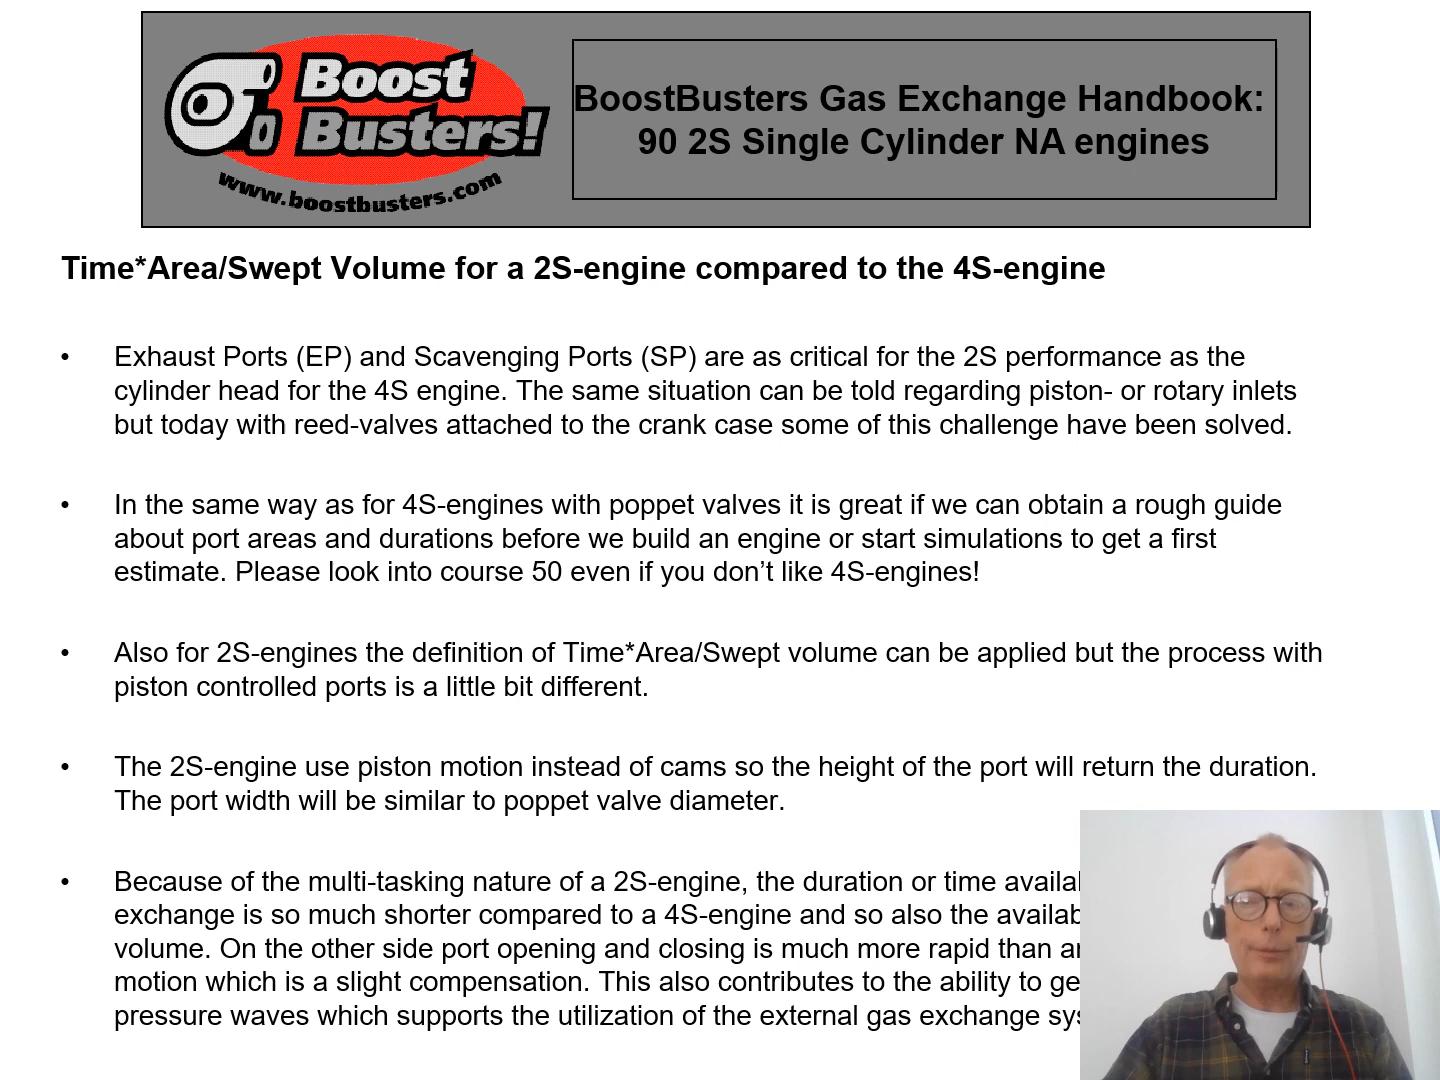 Boost
Busters!
www.boostbusters.com
BoostBusters Gas Exchange Handbook:
90 2S Single Cylinder NA engines
Time*Area/Swept Volume for a 2S-engine compared to the 4S-engine
• Exhaust Ports (EP) and Scavenging Ports (SP) are as critical for the 2S performance as the
cylinder head for the 4S engine. The same situation can be told regarding piston- or rotary inlets
but today with reed-valves attached to the crank case some of this challenge have been solved.
• In the same way as for 4S-engines with poppet valves it is great if we can obtain a rough guide
about port areas and durations before we build an engine or start simulations to get a first
estimate. Please look into course 50 even if you don’t like 4S-engines!
• Also for 2S-engines the definition of Time*Area/Swept volume can be applied but the process with
piston controlled ports is a little bit different.
• The 2S-engine use piston motion instead of cams so the height of the port will return the duration.
The port width will be similar to poppet valve diameter.
• Because of the multi-tasking nature of a 2S-engine, the duration or time
exchange is so much shorter compared to a 4S-engine and so also the
volume. On the other side port opening and closing is much more rapid than
motion which is a slight compensation. This also contributes to the ability to
pressure waves which supports the utilization of the external gas exchange